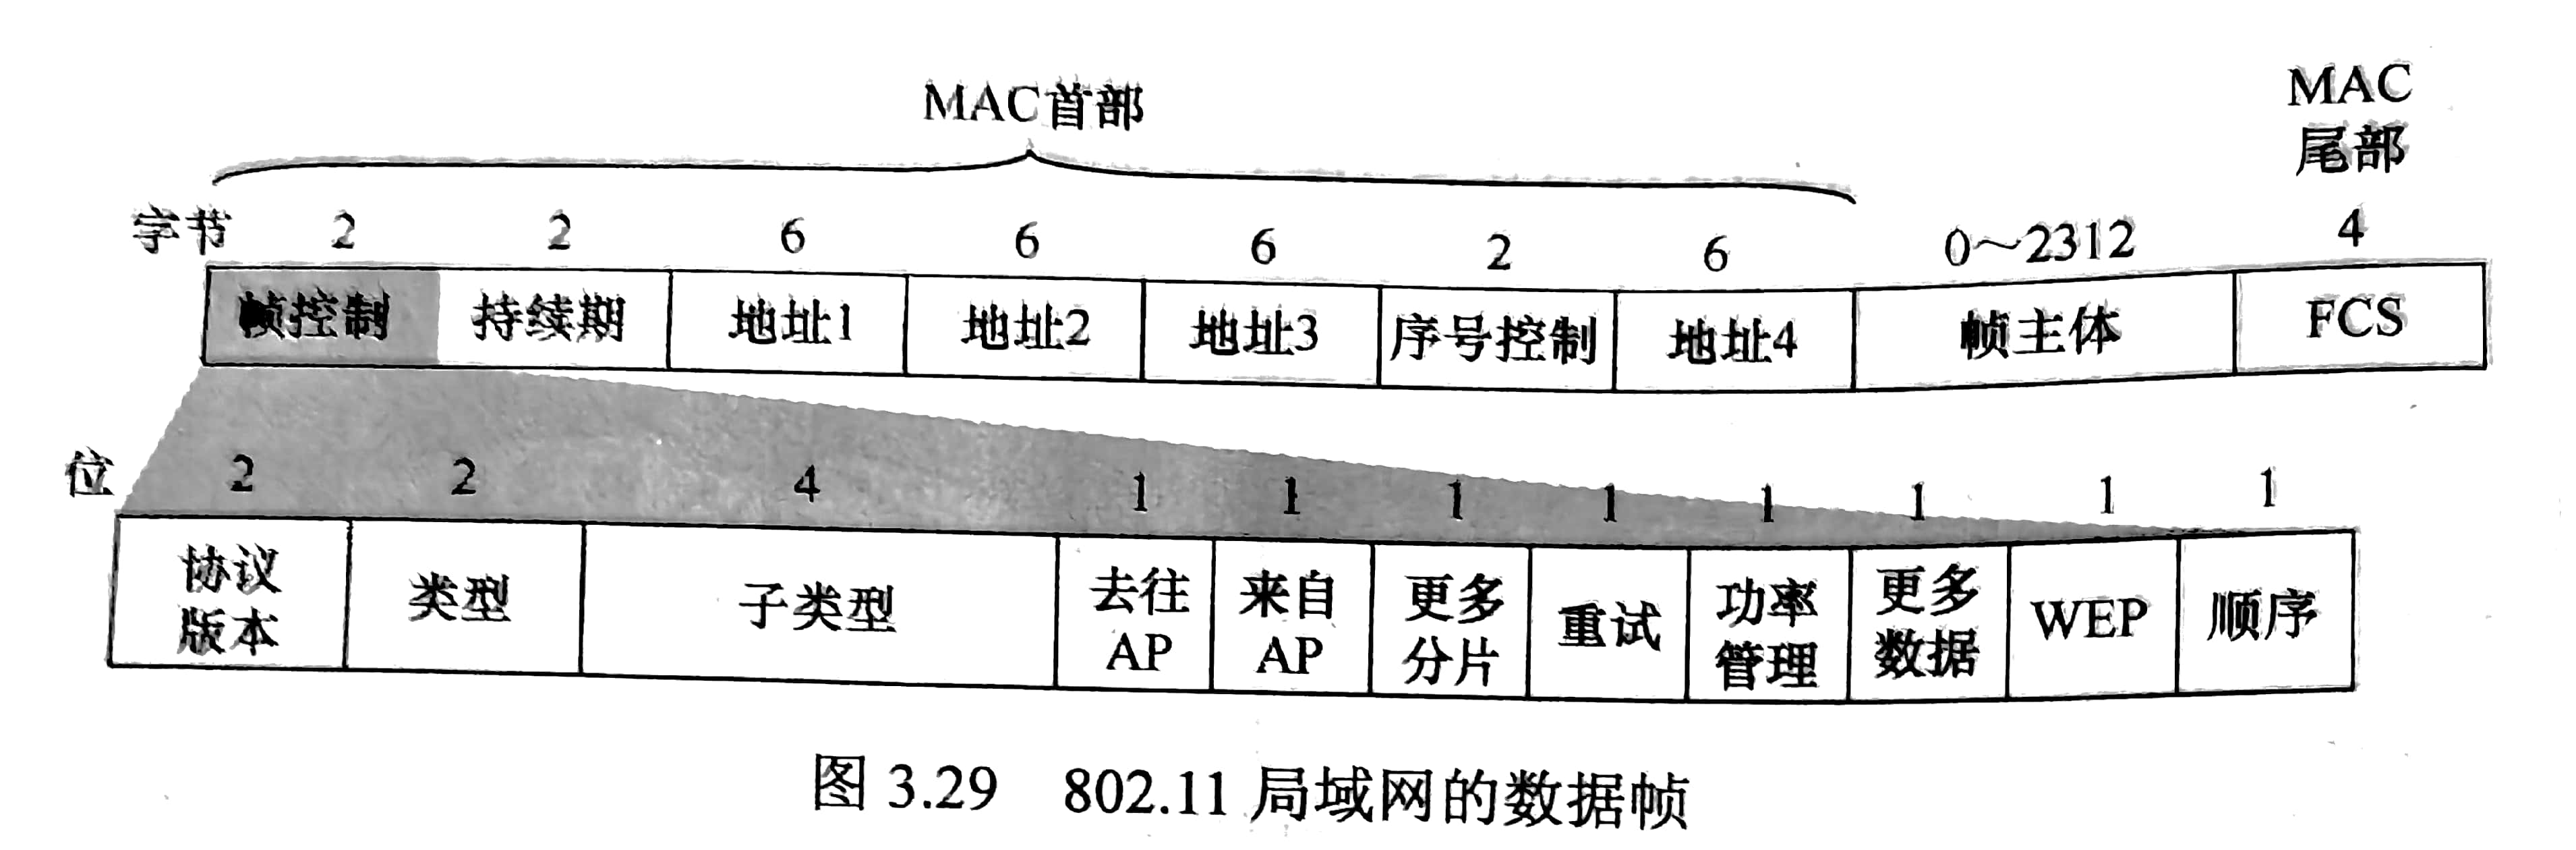 MAC首部
MAC
尾部
字节 2 2 6 6 6 2 6 0～2312 4
帧控制 持续期 地址1 地址2 地址3 序号控制 地址4 帧主体 FCS
位 2 2 4 1 1 1 1 1 1 1 1
协议版本 类型 子类型 去往AP 来自AP 更多分片 重试 功率管理 更多数据 WEP 顺序
图 3.29 802.11 局域网的数据帧